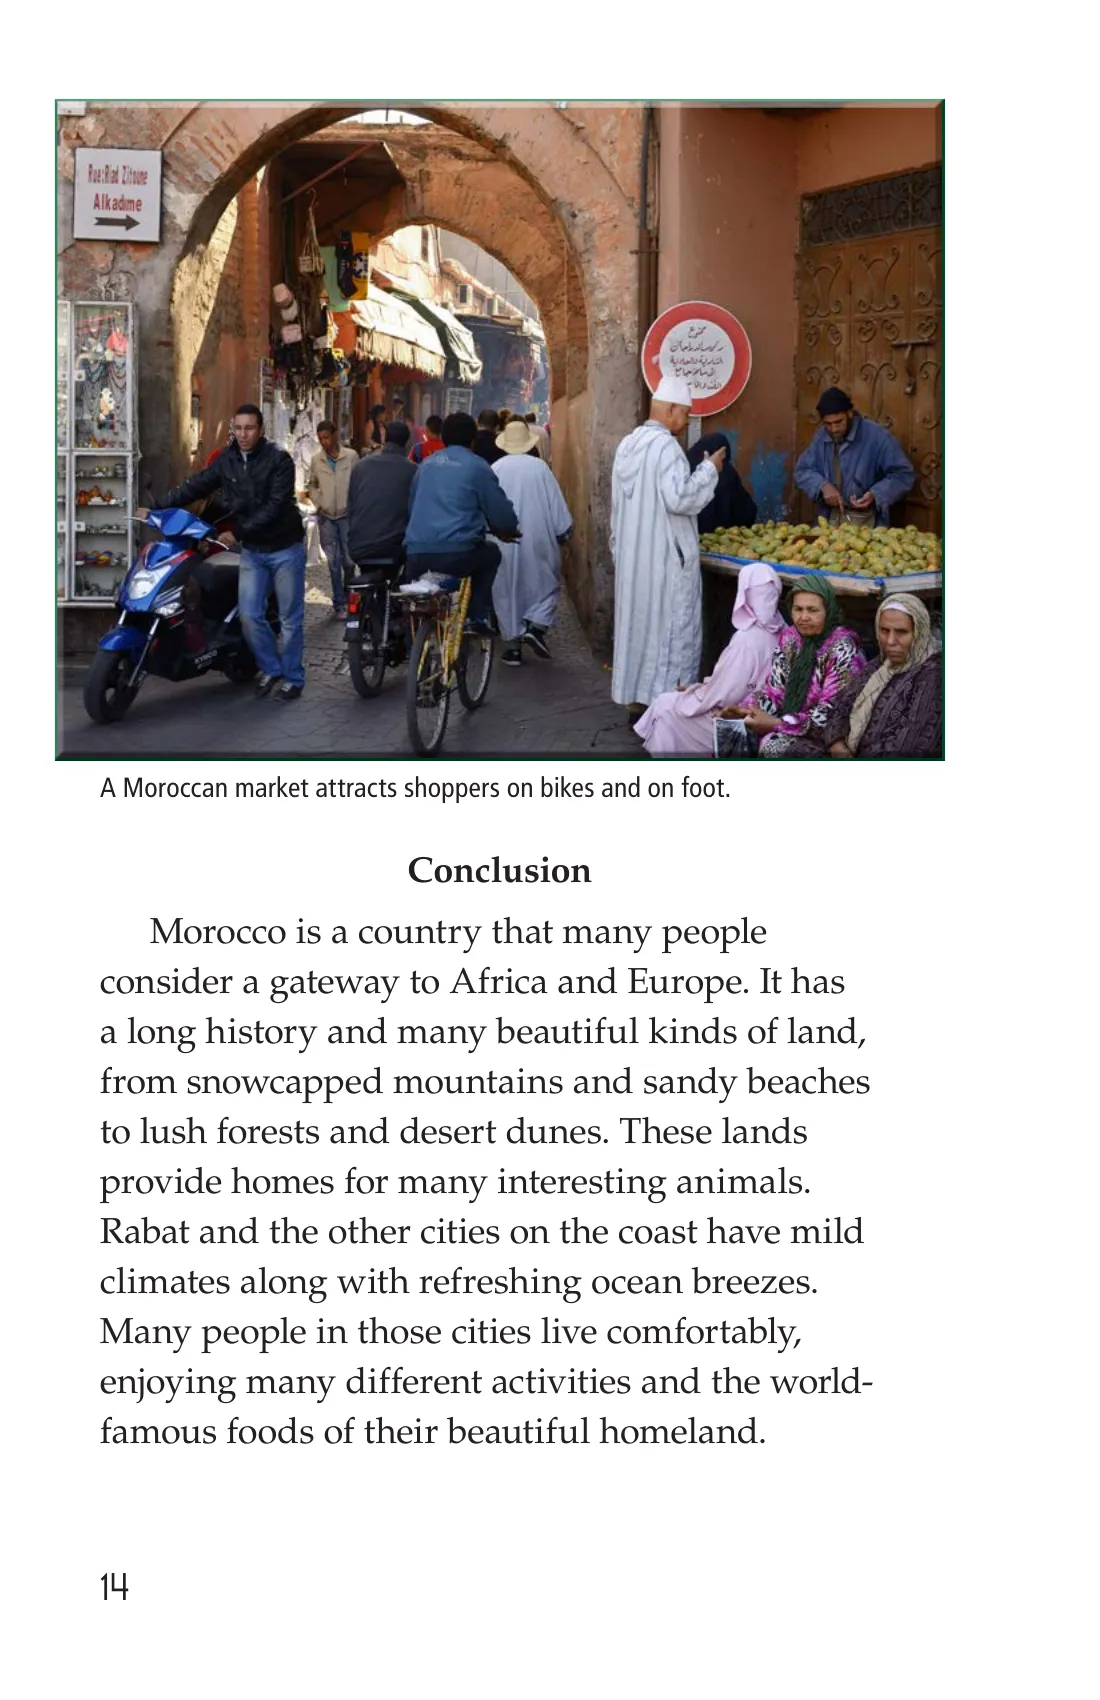 Rue:Riad Zitoune
Alkadime
ممنوع
KYMCO
A Moroccan market attracts shoppers on bikes and on foot.
Conclusion
Morocco is a country that many people
consider a gateway to Africa and Europe. It has
a long history and many beautiful kinds of land,
from snowcapped mountains and sandy beaches
to lush forests and desert dunes. These lands
provide homes for many interesting animals.
Rabat and the other cities on the coast have mild
climates along with refreshing ocean breezes.
Many people in those cities live comfortably,
enjoying many different activities and the world-
famous foods of their beautiful homeland.
14